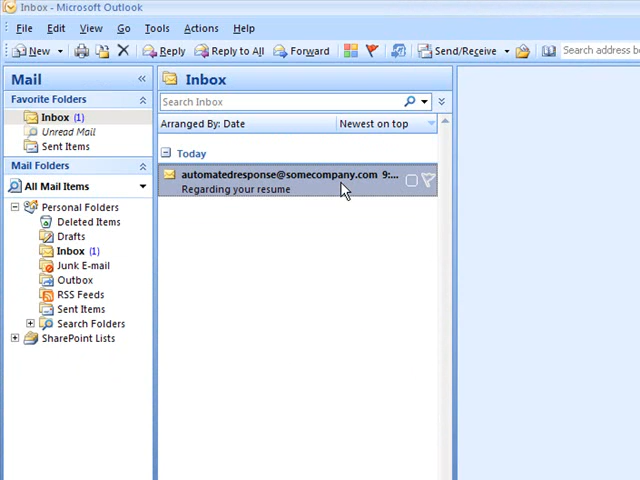 Inbox - Microsoft Outlook
File Edit View Go Tools Actions Help
New Reply Reply to All Forward Send/Receive Search address b
Mail «
Favorite Folders
Inbox (1)
Unread Mail
Sent Items
Mail Folders
All Mail Items
Personal Folders
Deleted Items
Drafts
Inbox (1)
Junk E-mail
Outbox
RSS Feeds
Sent Items
Search Folders
SharePoint Lists
Inbox
Search Inbox
Arranged By: Date Newest on top
Today
automatedresponse@somecompany.com 9:...
Regarding your resume